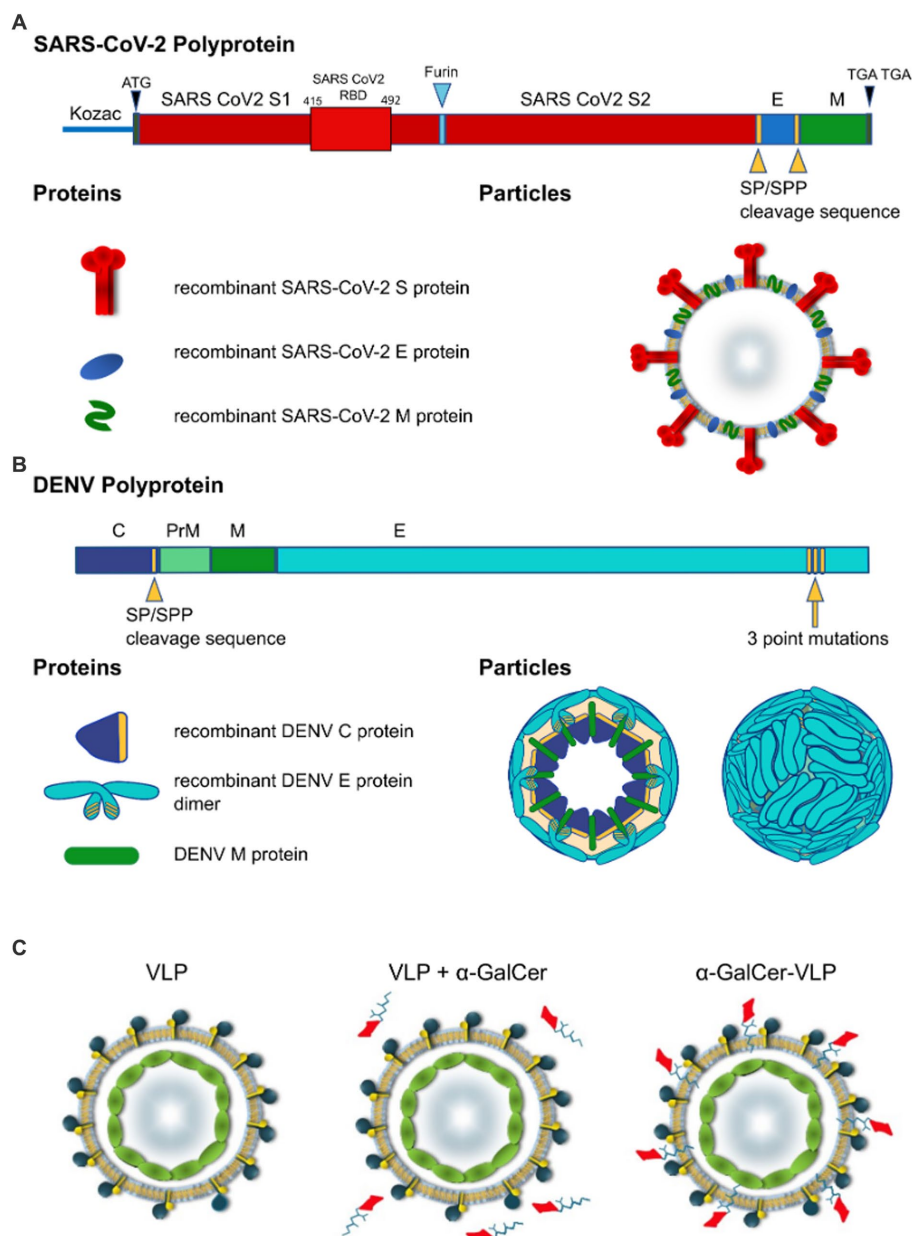 A
SARS-CoV-2 Polyprotein
Kozac
ATG
SARS CoV2 S1
SARS CoV2
RBD
415
492
Furin
SARS CoV2 S2
E
M
TGA TGA
SP/SPP
cleavage sequence
Proteins
Particles
recombinant SARS-CoV-2 S protein
recombinant SARS-CoV-2 E protein
recombinant SARS-CoV-2 M protein
B
DENV Polyprotein
C
PrM
M
E
SP/SPP
cleavage sequence
3 point mutations
Proteins
Particles
recombinant DENV C protein
recombinant DENV E protein
dimer
DENV M protein
C
VLP
VLP + α-GalCer
α-GalCer-VLP